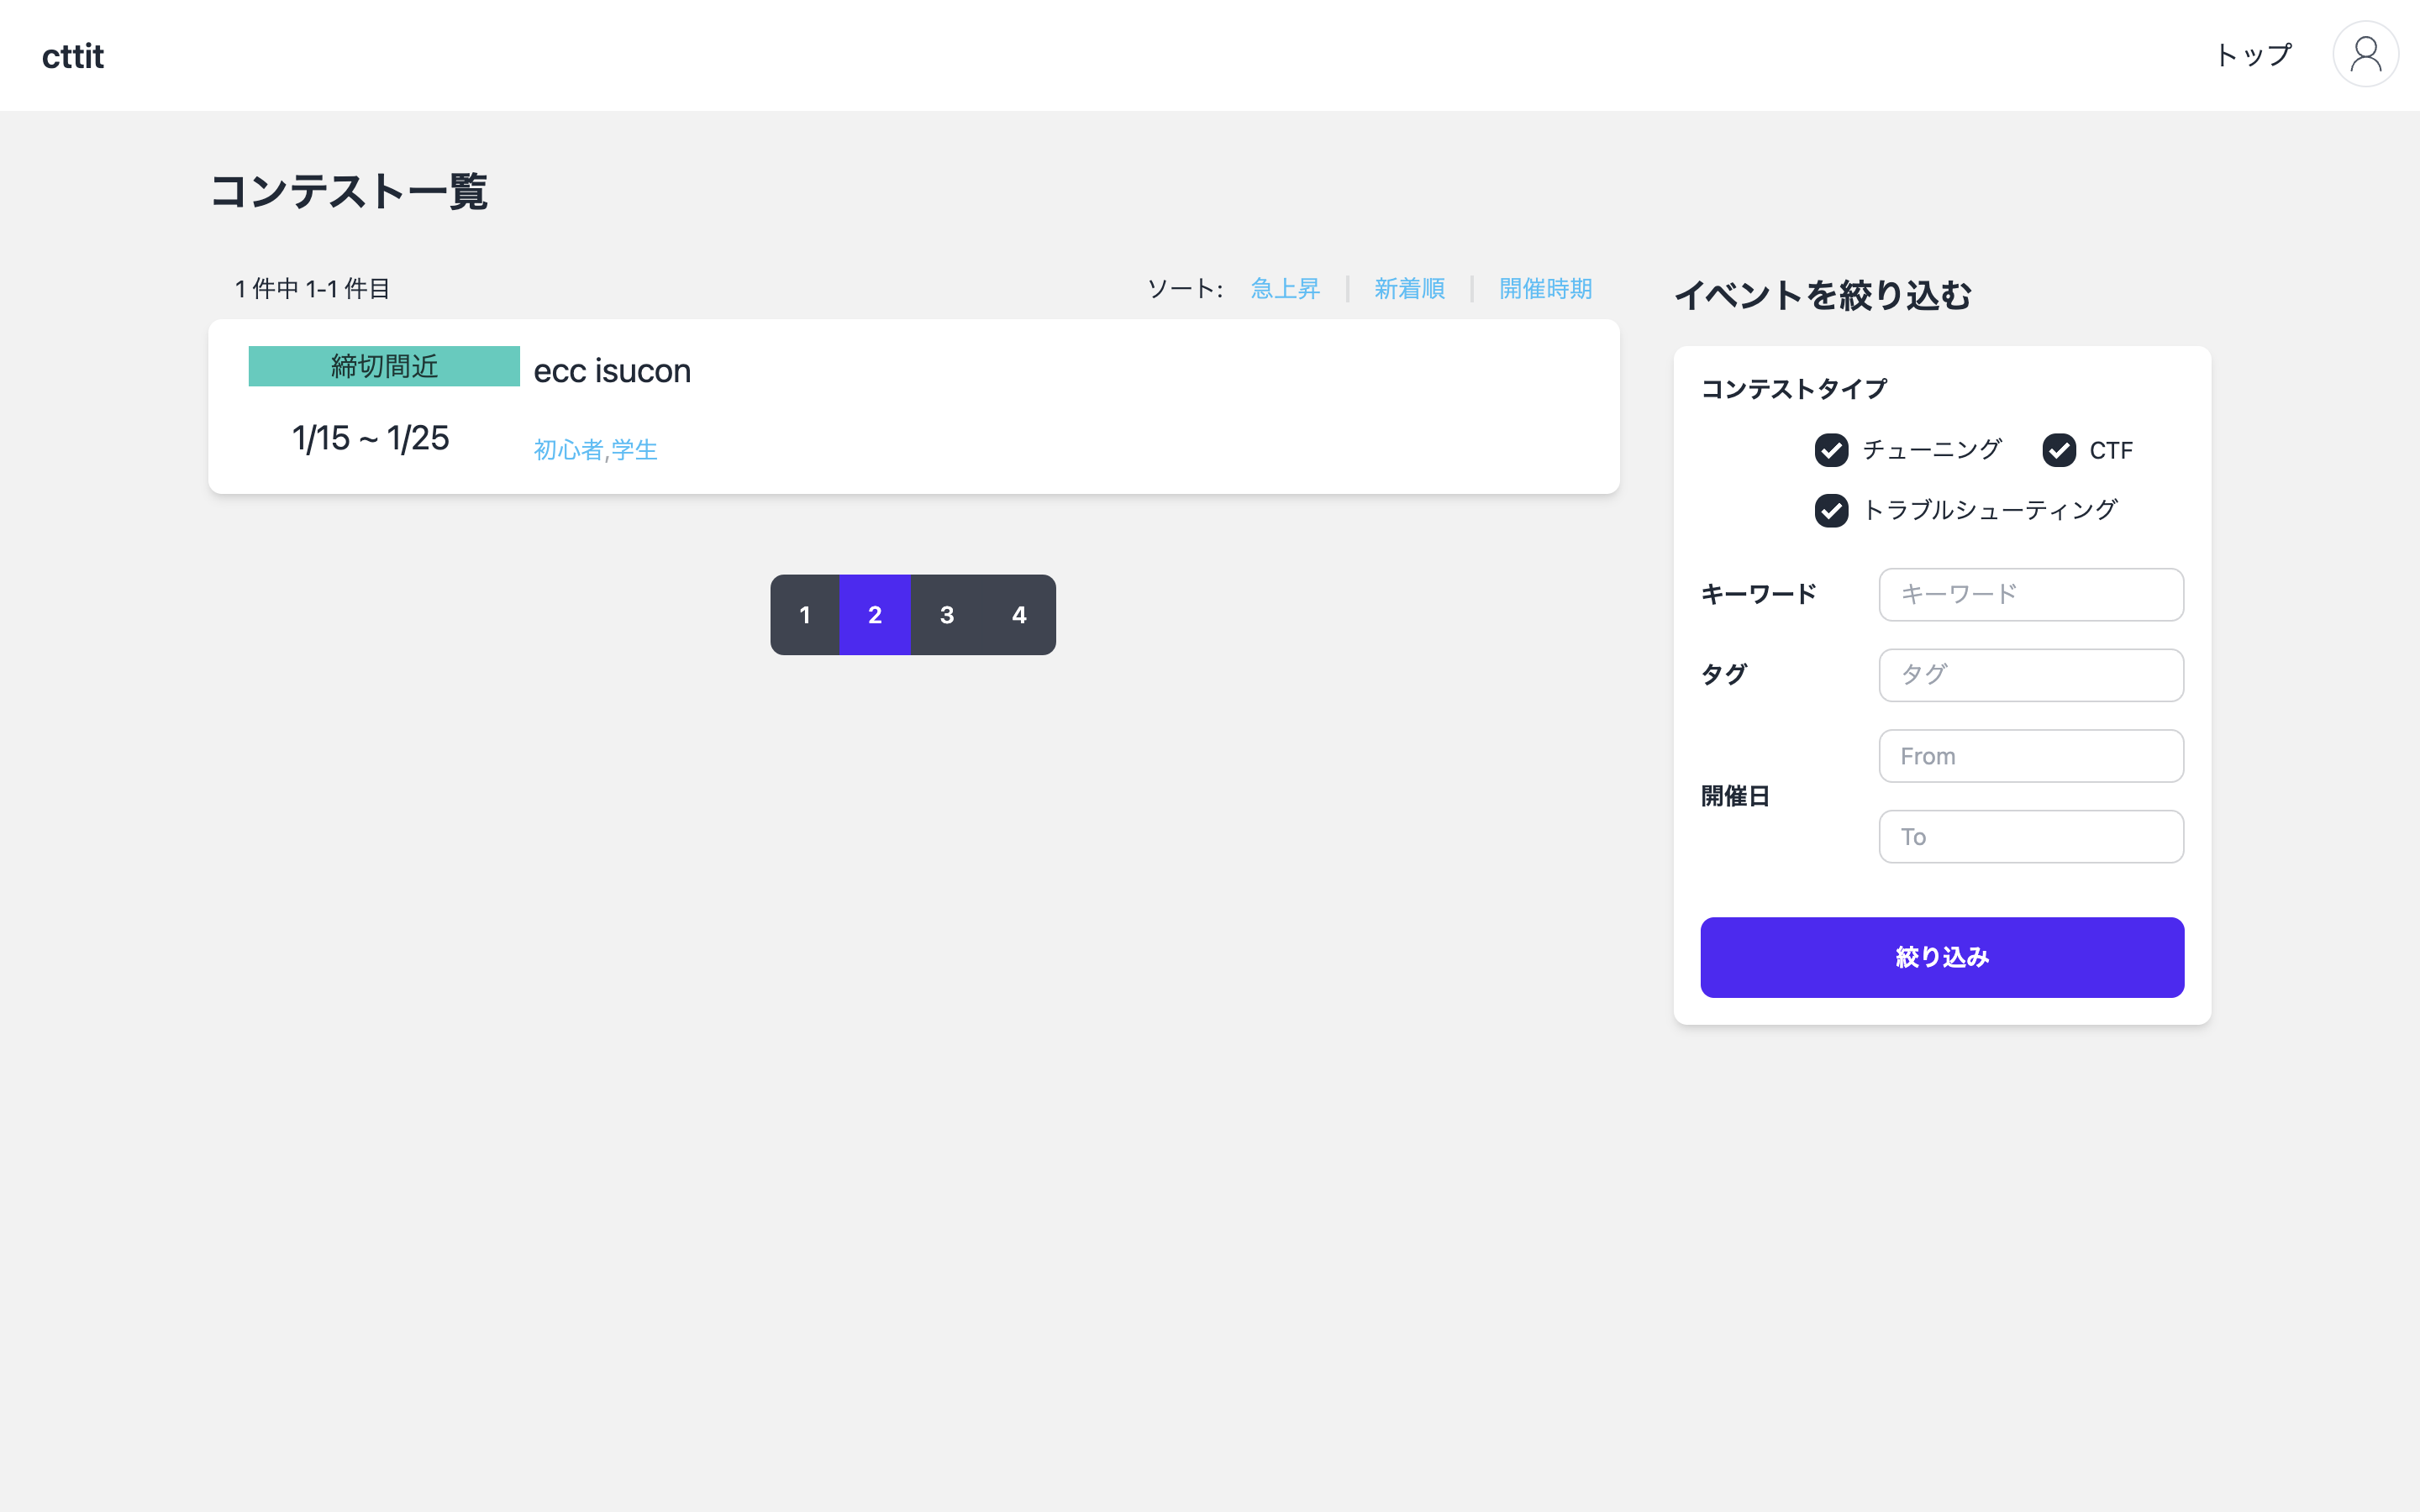 cttit
トップ
コンテスト一覧
1 件中 1-1 件目
ソート: 急上昇 | 新着順 | 開催時期
締切間近
ecc isucon
1/15 ~ 1/25
初心者,学生
1 2 3 4
イベントを絞り込む
コンテストタイプ
チューニング CTF
トラブルシューティング
キーワード キーワード
タグ タグ
開催日
From
To
絞り込み